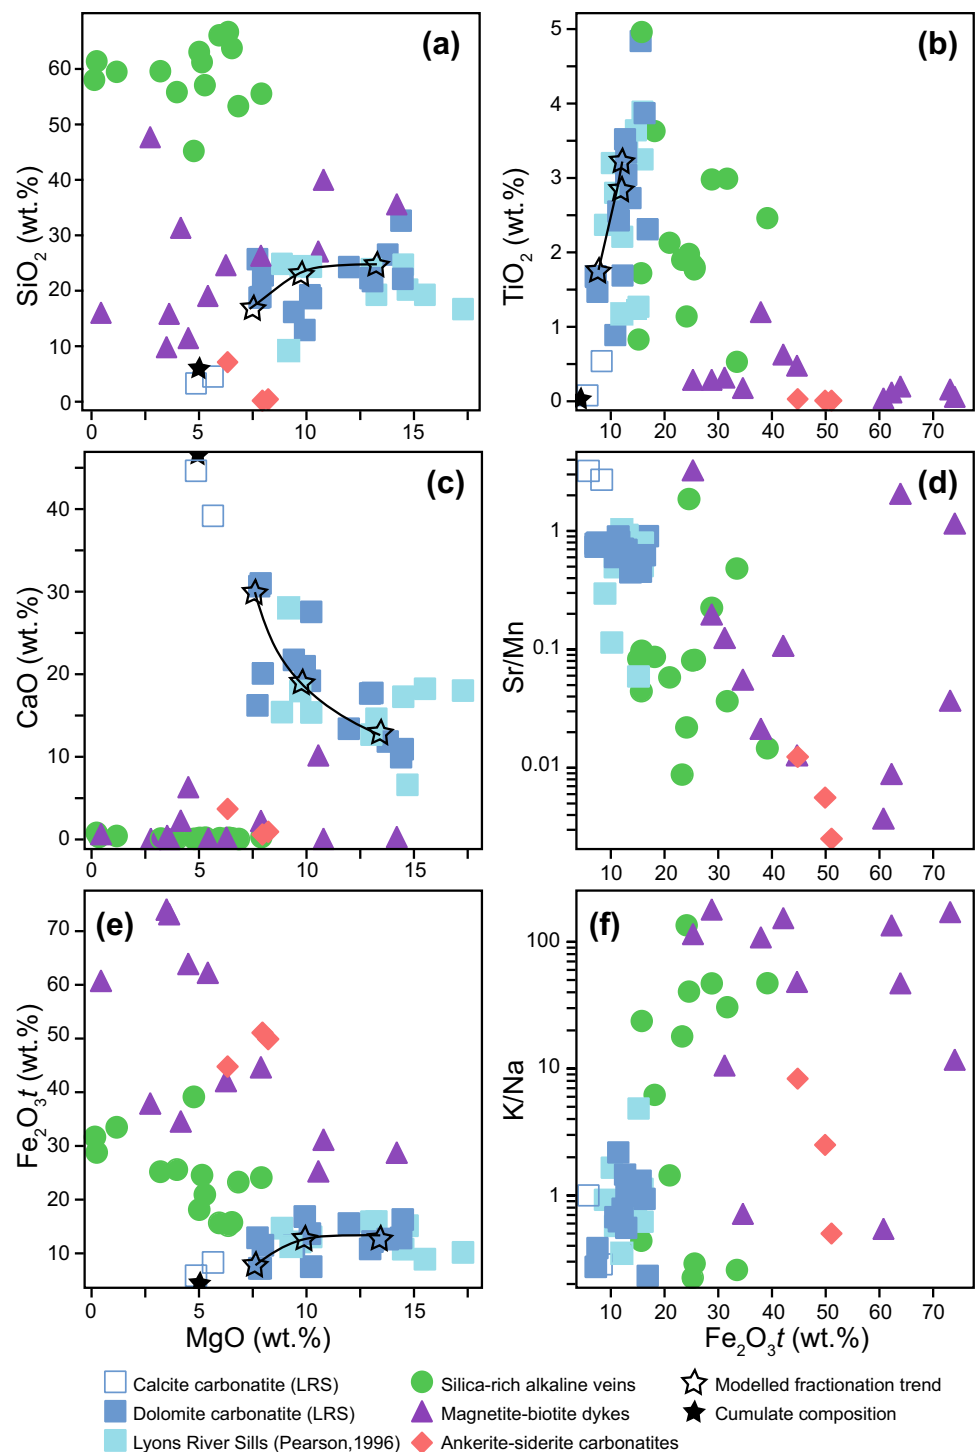 (a)
SiO2 (wt.%)
60
50
40
30
20
10
0
0 5 10 15
(b)
TiO2 (wt.%)
5
4
3
2
1
0
10 20 30 40 50 60 70
(c)
CaO (wt.%)
40
30
20
10
0
0 5 10 15
(d)
Sr/Mn
1
0.1
0.01
10 20 30 40 50 60 70
(e)
Fe2O3t (wt.%)
70
60
50
40
30
20
10
0 5 10 15
MgO (wt.%)
(f)
K/Na
100
10
1
10 20 30 40 50 60 70
Fe2O3t (wt.%)
Calcite carbonatite (LRS)
Silica-rich alkaline veins
Modelled fractionation trend
Dolomite carbonatite (LRS)
Magnetite-biotite dykes
Cumulate composition
Lyons River Sills (Pearson,1996)
Ankerite-siderite carbonatites